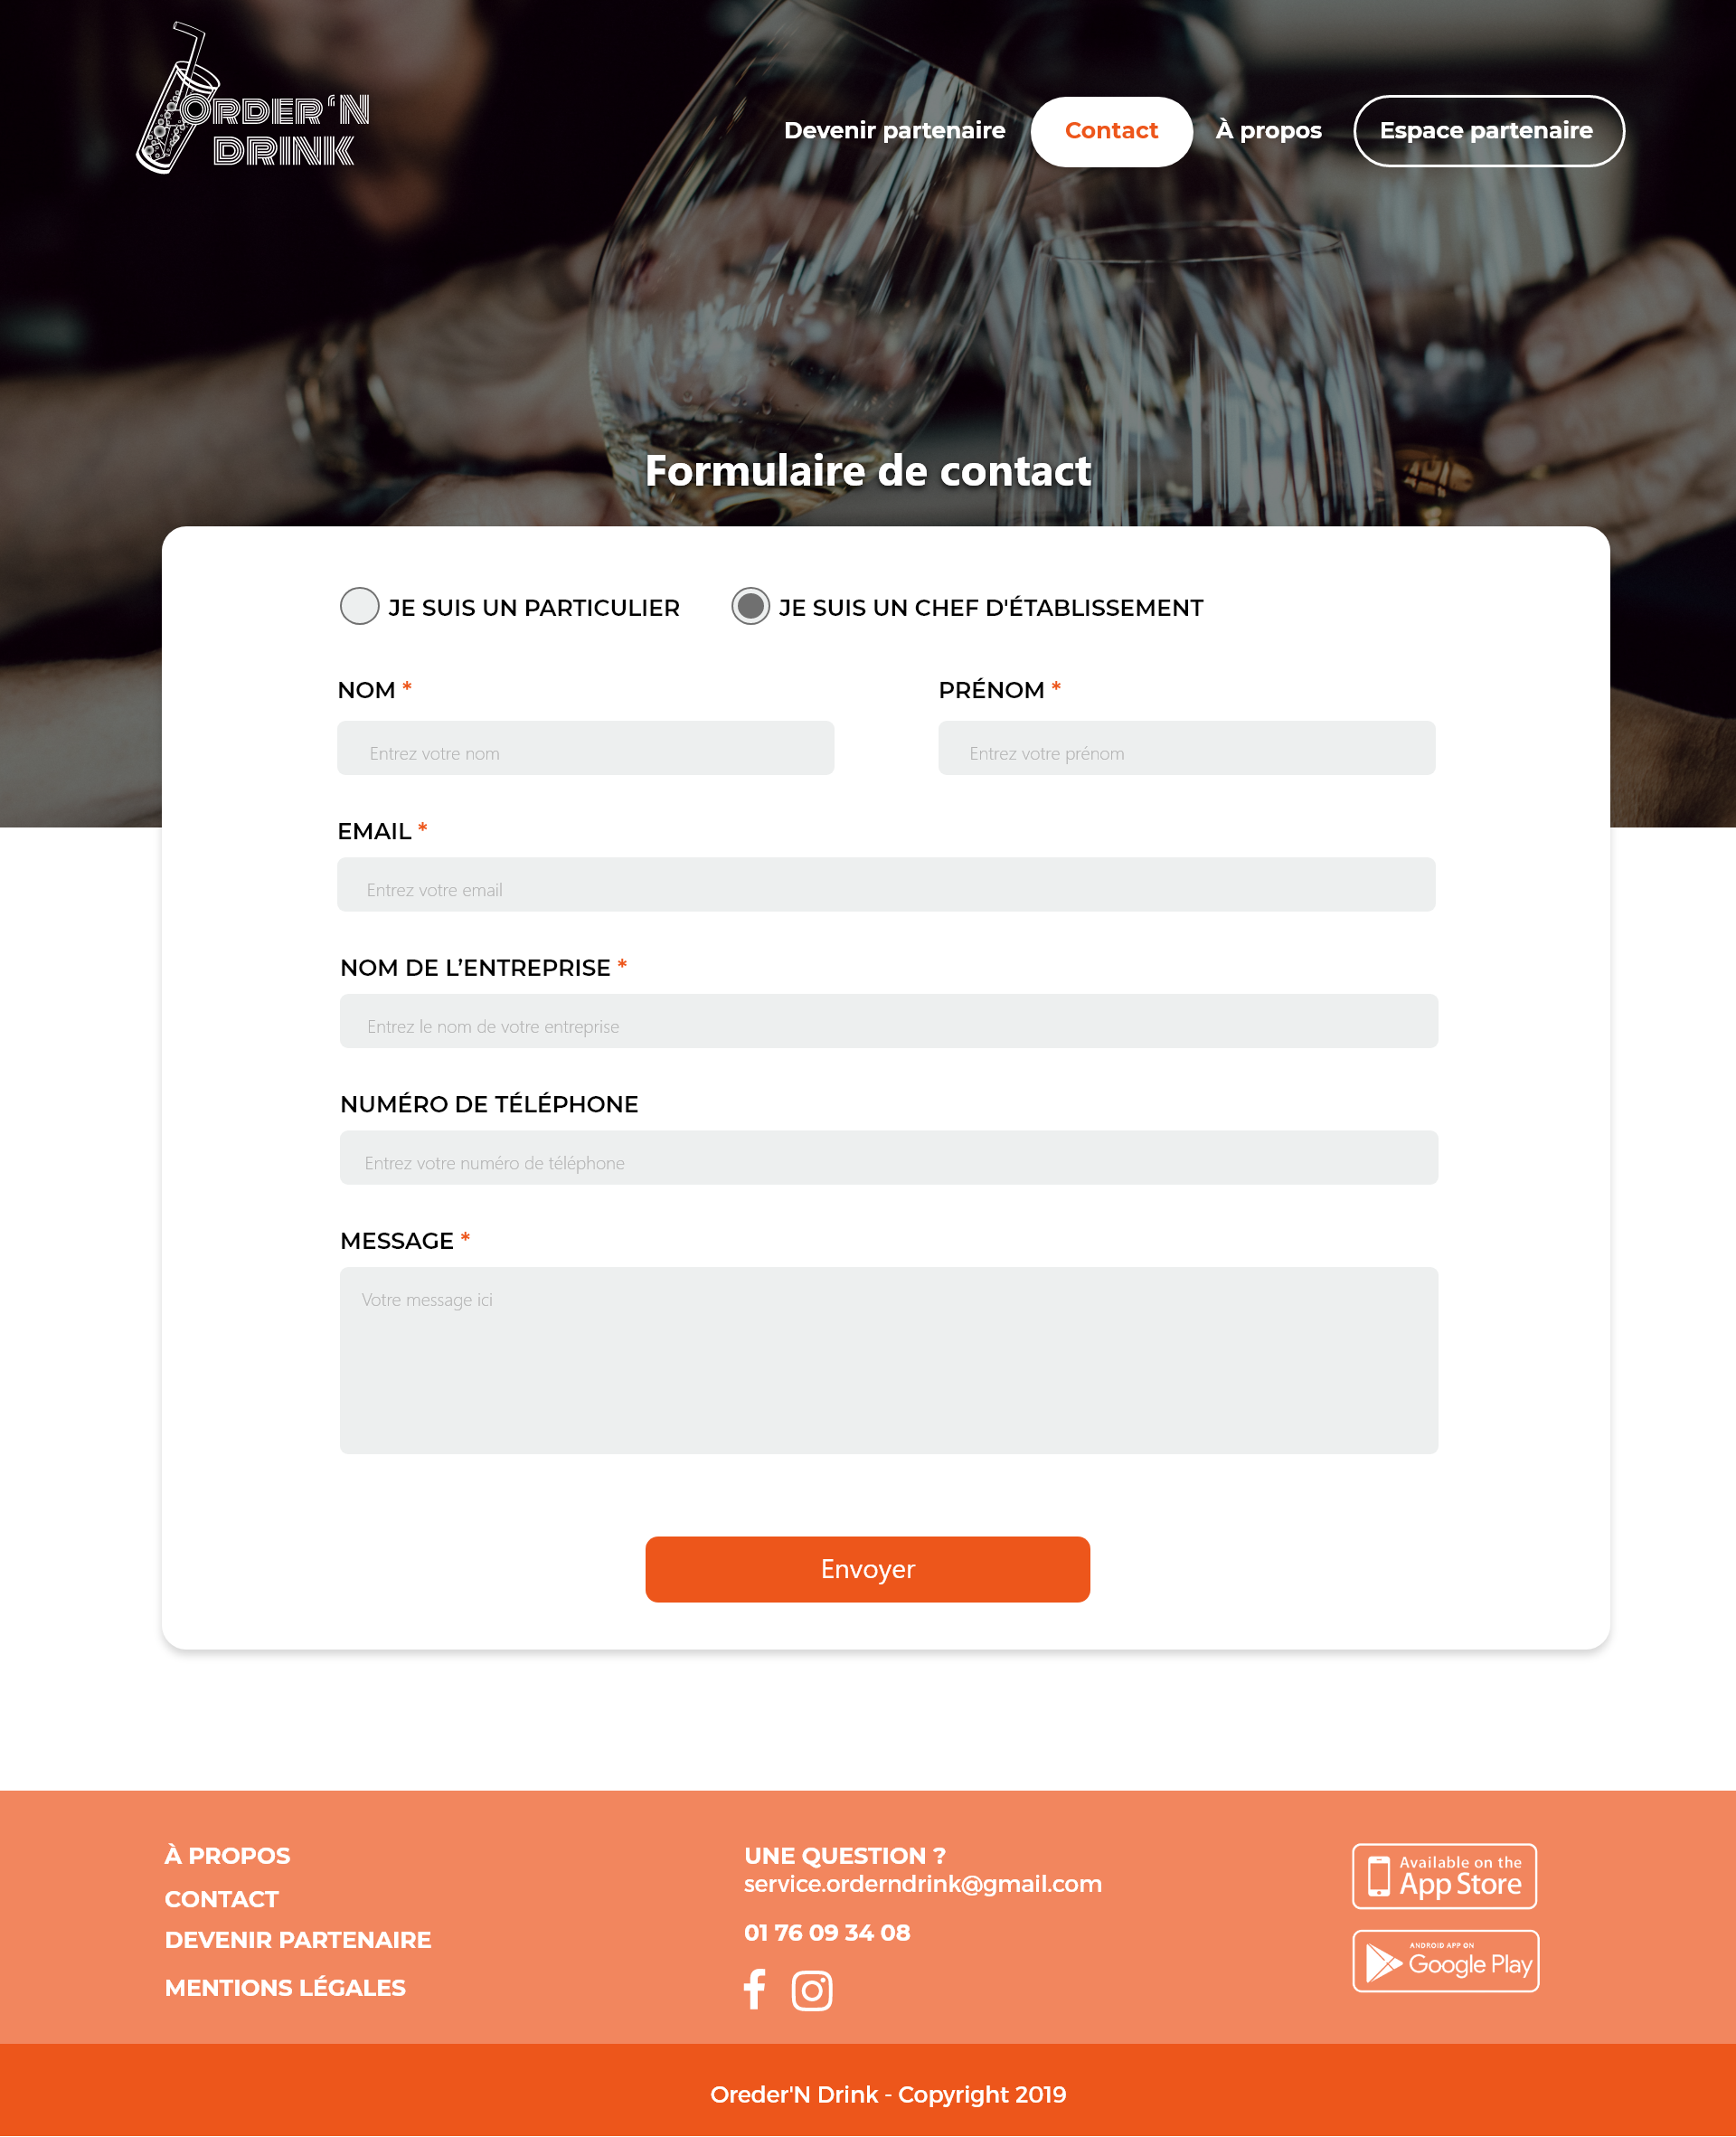 ORDER'N
DRINK
Devenir partenaire
Contact
À propos
Espace partenaire
Formulaire de contact
JE SUIS UN PARTICULIER
JE SUIS UN CHEF D'ÉTABLISSEMENT
NOM *
PRÉNOM *
Entrez votre nom
Entrez votre prénom
EMAIL *
Entrez votre email
NOM DE L’ENTREPRISE *
Entrez le nom de votre entreprise
NUMÉRO DE TÉLÉPHONE
Entrez votre numéro de téléphone
MESSAGE *
Votre message ici
Envoyer
À PROPOS
CONTACT
DEVENIR PARTENAIRE
MENTIONS LÉGALES
UNE QUESTION ?
service.orderndrink@gmail.com
01 76 09 34 08
Available on the
App Store
ANDROID APP ON
Google Play
Oreder'N Drink - Copyright 2019